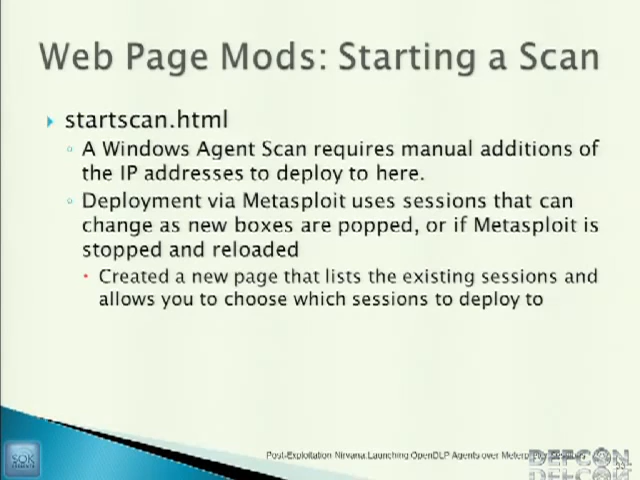 Web Page Mods: Starting a Scan
startscan.html
A Windows Agent Scan requires manual additions of
the IP addresses to deploy to here.
Deployment via Metasploit uses sessions that can
change as new boxes are popped, or if Metasploit is
stopped and reloaded
Created a new page that lists the existing sessions and
allows you to choose which sessions to deploy to
Post-Exploitation Nirvana: Launching OpenDLP Agents over
DEFCON
SOK